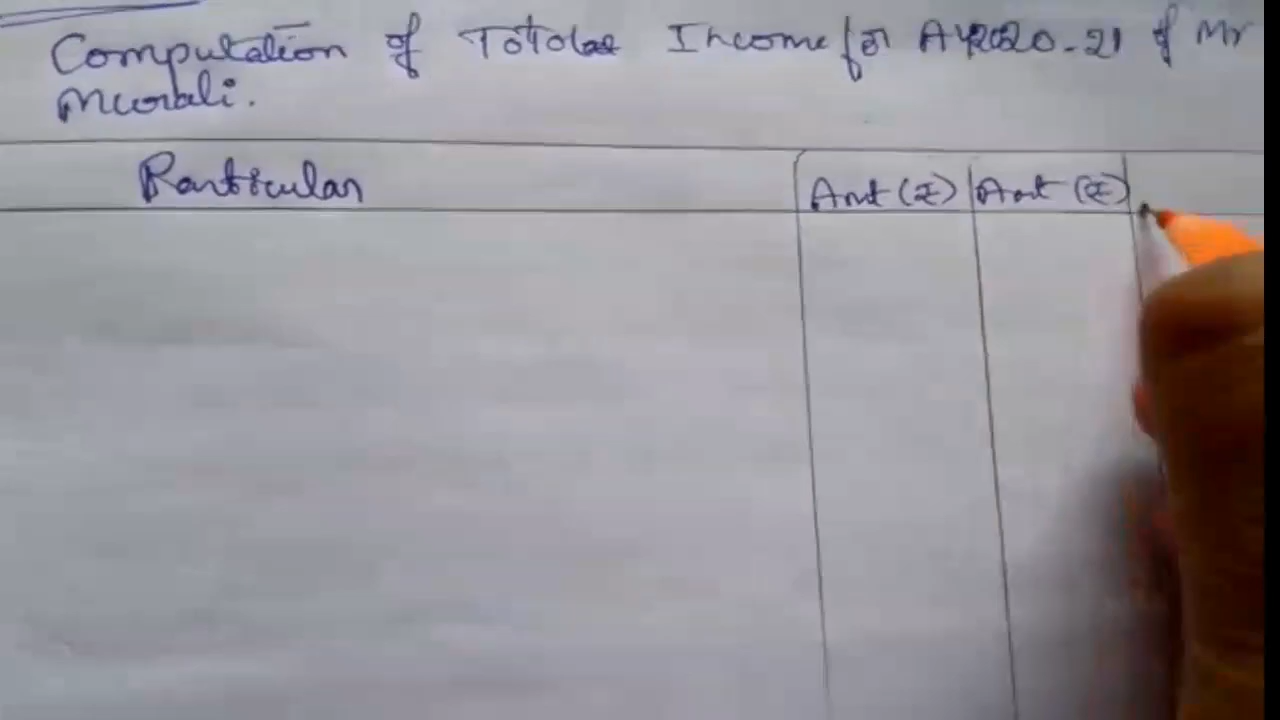 Computation of Total Income for AY2020-21 of Mr
Murali.
Particular Amt (₹) Amt (₹)